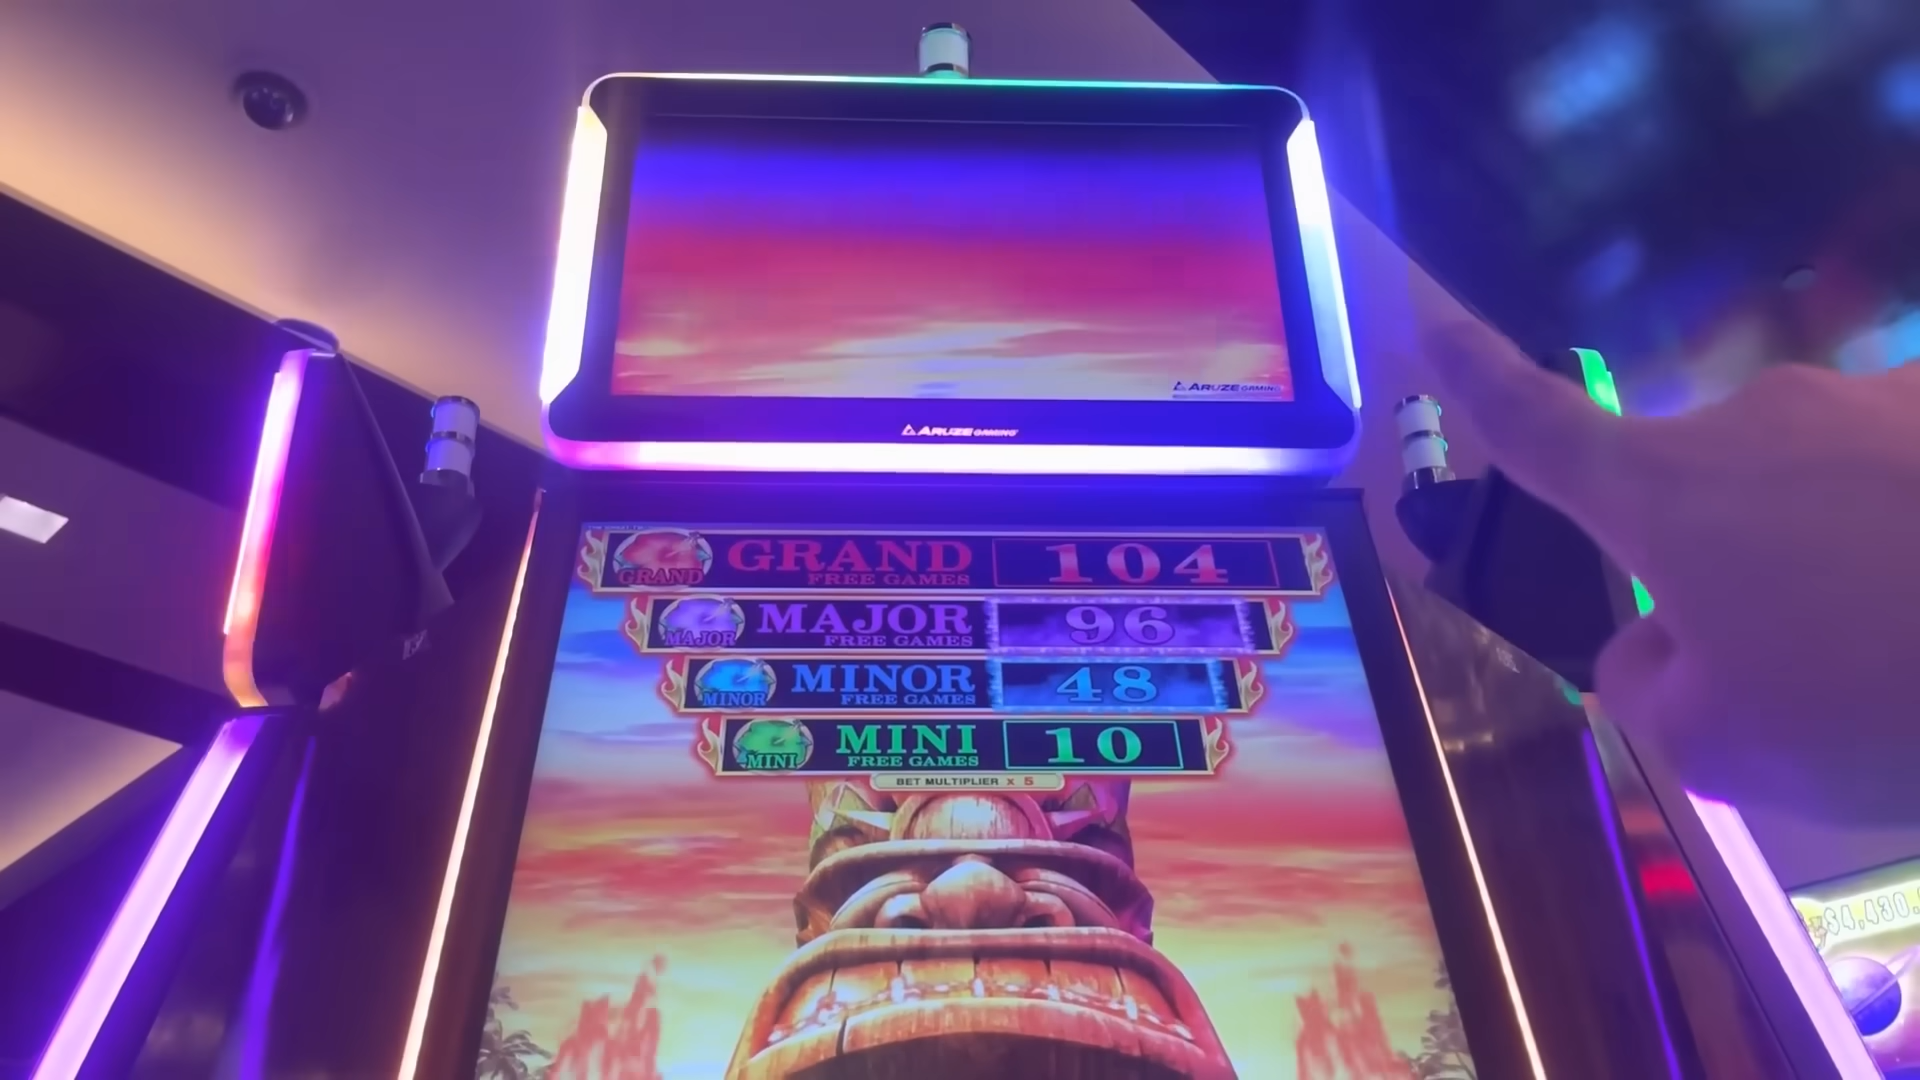 ARUZE GAMING
ARUZE GAMING
GRAND GRAND 104
FREE GAMES
MAJOR MAJOR 96
FREE GAMES
MINOR MINOR 48
FREE GAMES
MINI MINI 10
FREE GAMES
BET MULTIPLIER x 5